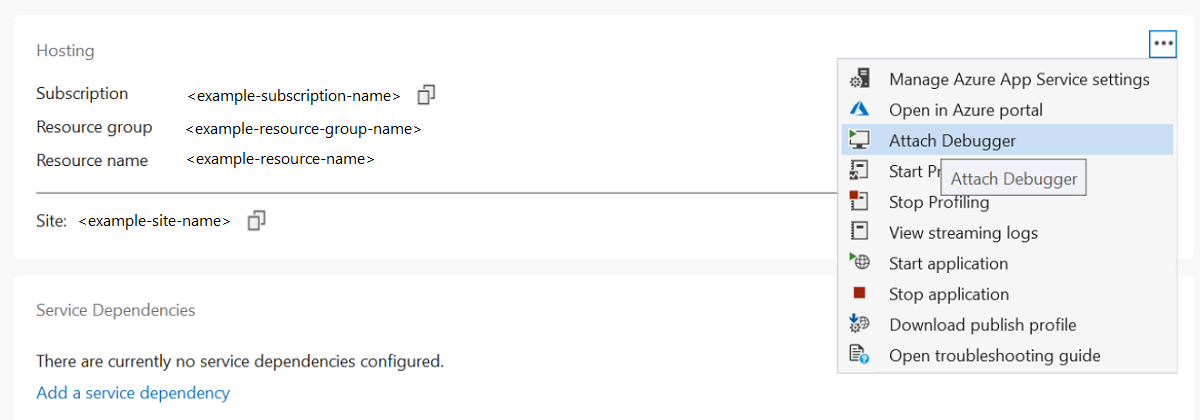 Hosting
Subscription <example-subscription-name>
Resource group <example-resource-group-name>
Resource name <example-resource-name>
Site: <example-site-name>
Manage Azure App Service settings
Open in Azure portal
Attach Debugger
Start Pr
Attach Debugger
Stop Profiling
View streaming logs
Start application
Stop application
Download publish profile
Open troubleshooting guide
Service Dependencies
There are currently no service dependencies configured.
Add a service dependency